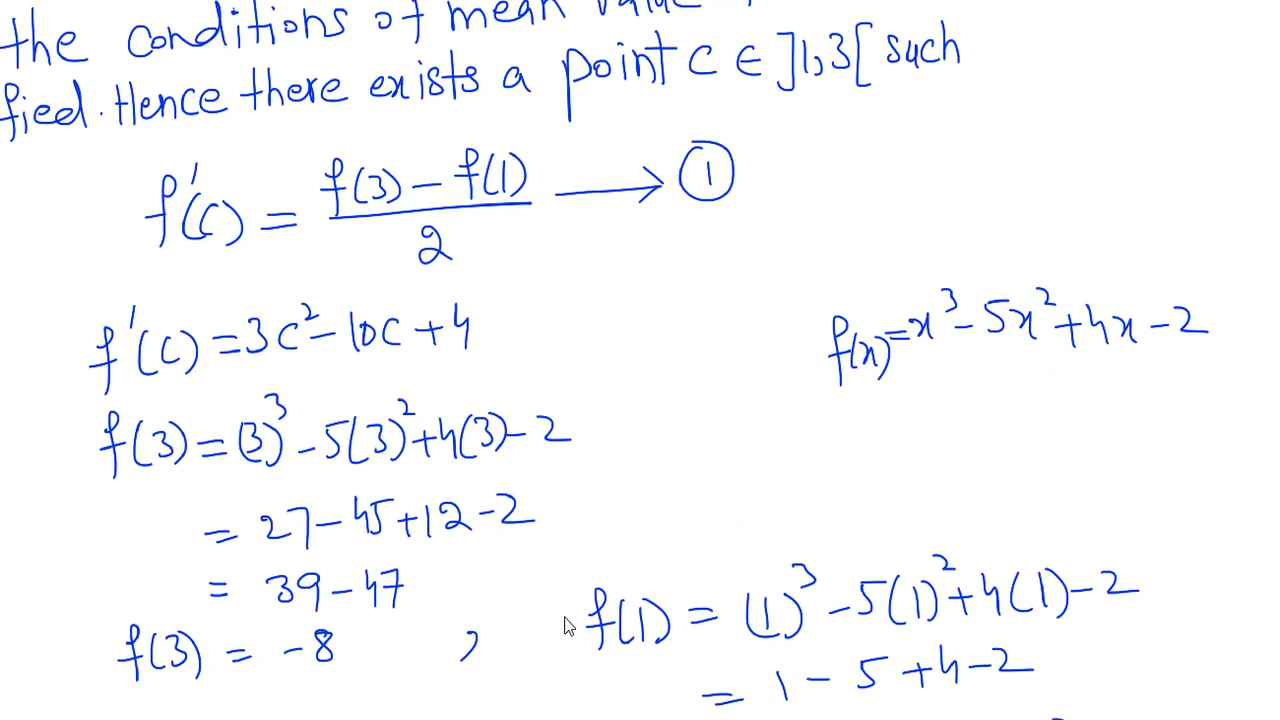 the conditions of mean value
fied. Hence there exists a point C ∈ ]1,3[ such
f'(C) = f(3) – f(1) / 2 ⟶ ①
f'(C) = 3C² – 10C + 4
f(x) = x³ – 5x² + 4x – 2
f(3) = (3)³ – 5(3)² + 4(3) – 2
= 27 – 45 + 12 – 2
= 39 – 47
f(3) = –8 ,
f(1) = (1)³ – 5(1)² + 4(1) – 2
= 1 – 5 + 4 – 2